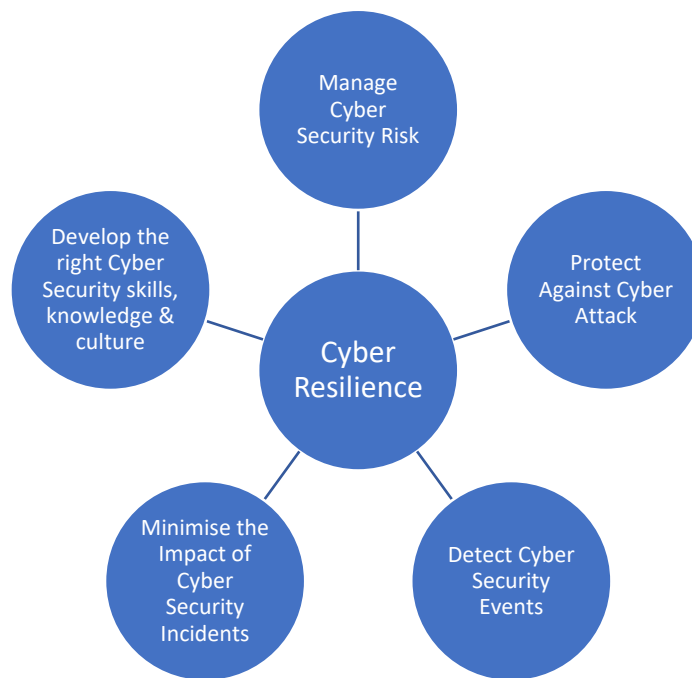 Manage
Cyber
Security Risk
Develop the
right Cyber
Security skills,
knowledge &
culture
Protect
Against Cyber
Attack
Cyber
Resilience
Minimise the
Impact of
Cyber
Security
Incidents
Detect Cyber
Security
Events